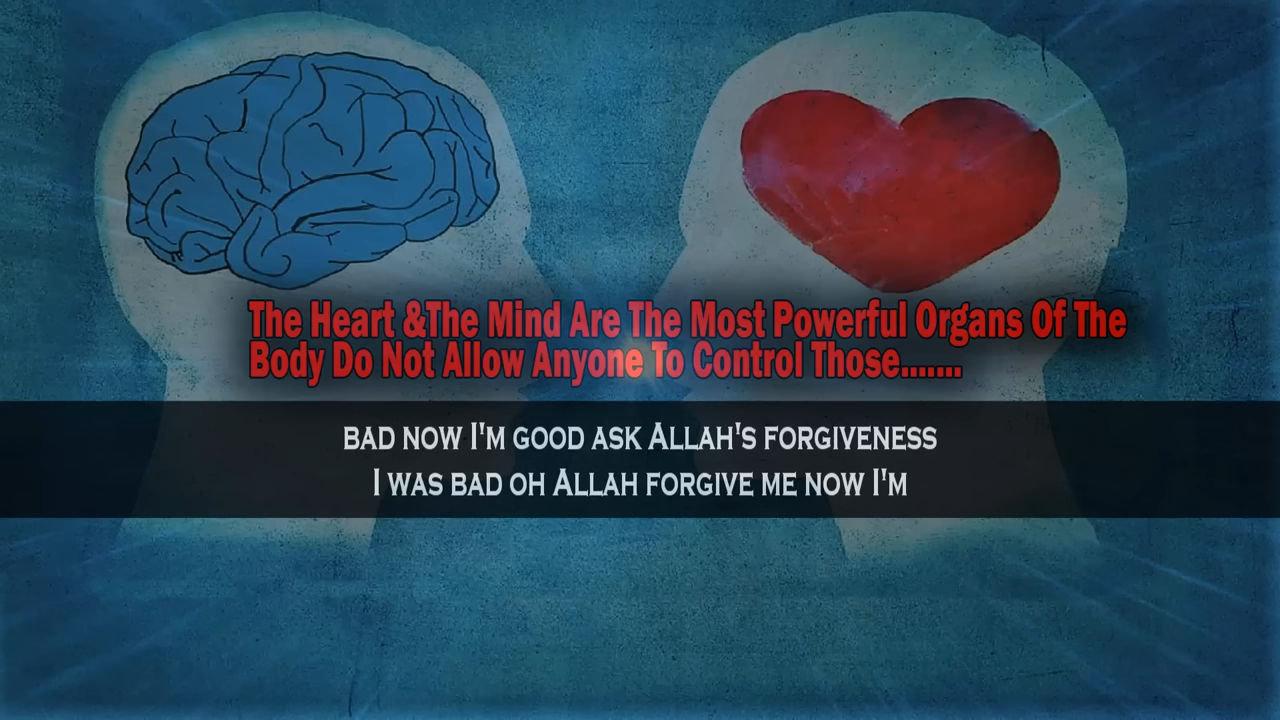 The Heart &The Mind Are The Most Powerful Organs Of The
Body Do Not Allow Anyone To Control Those.......
BAD NOW I'M GOOD ASK ALLAH'S FORGIVENESS
I WAS BAD OH ALLAH FORGIVE ME NOW I'M